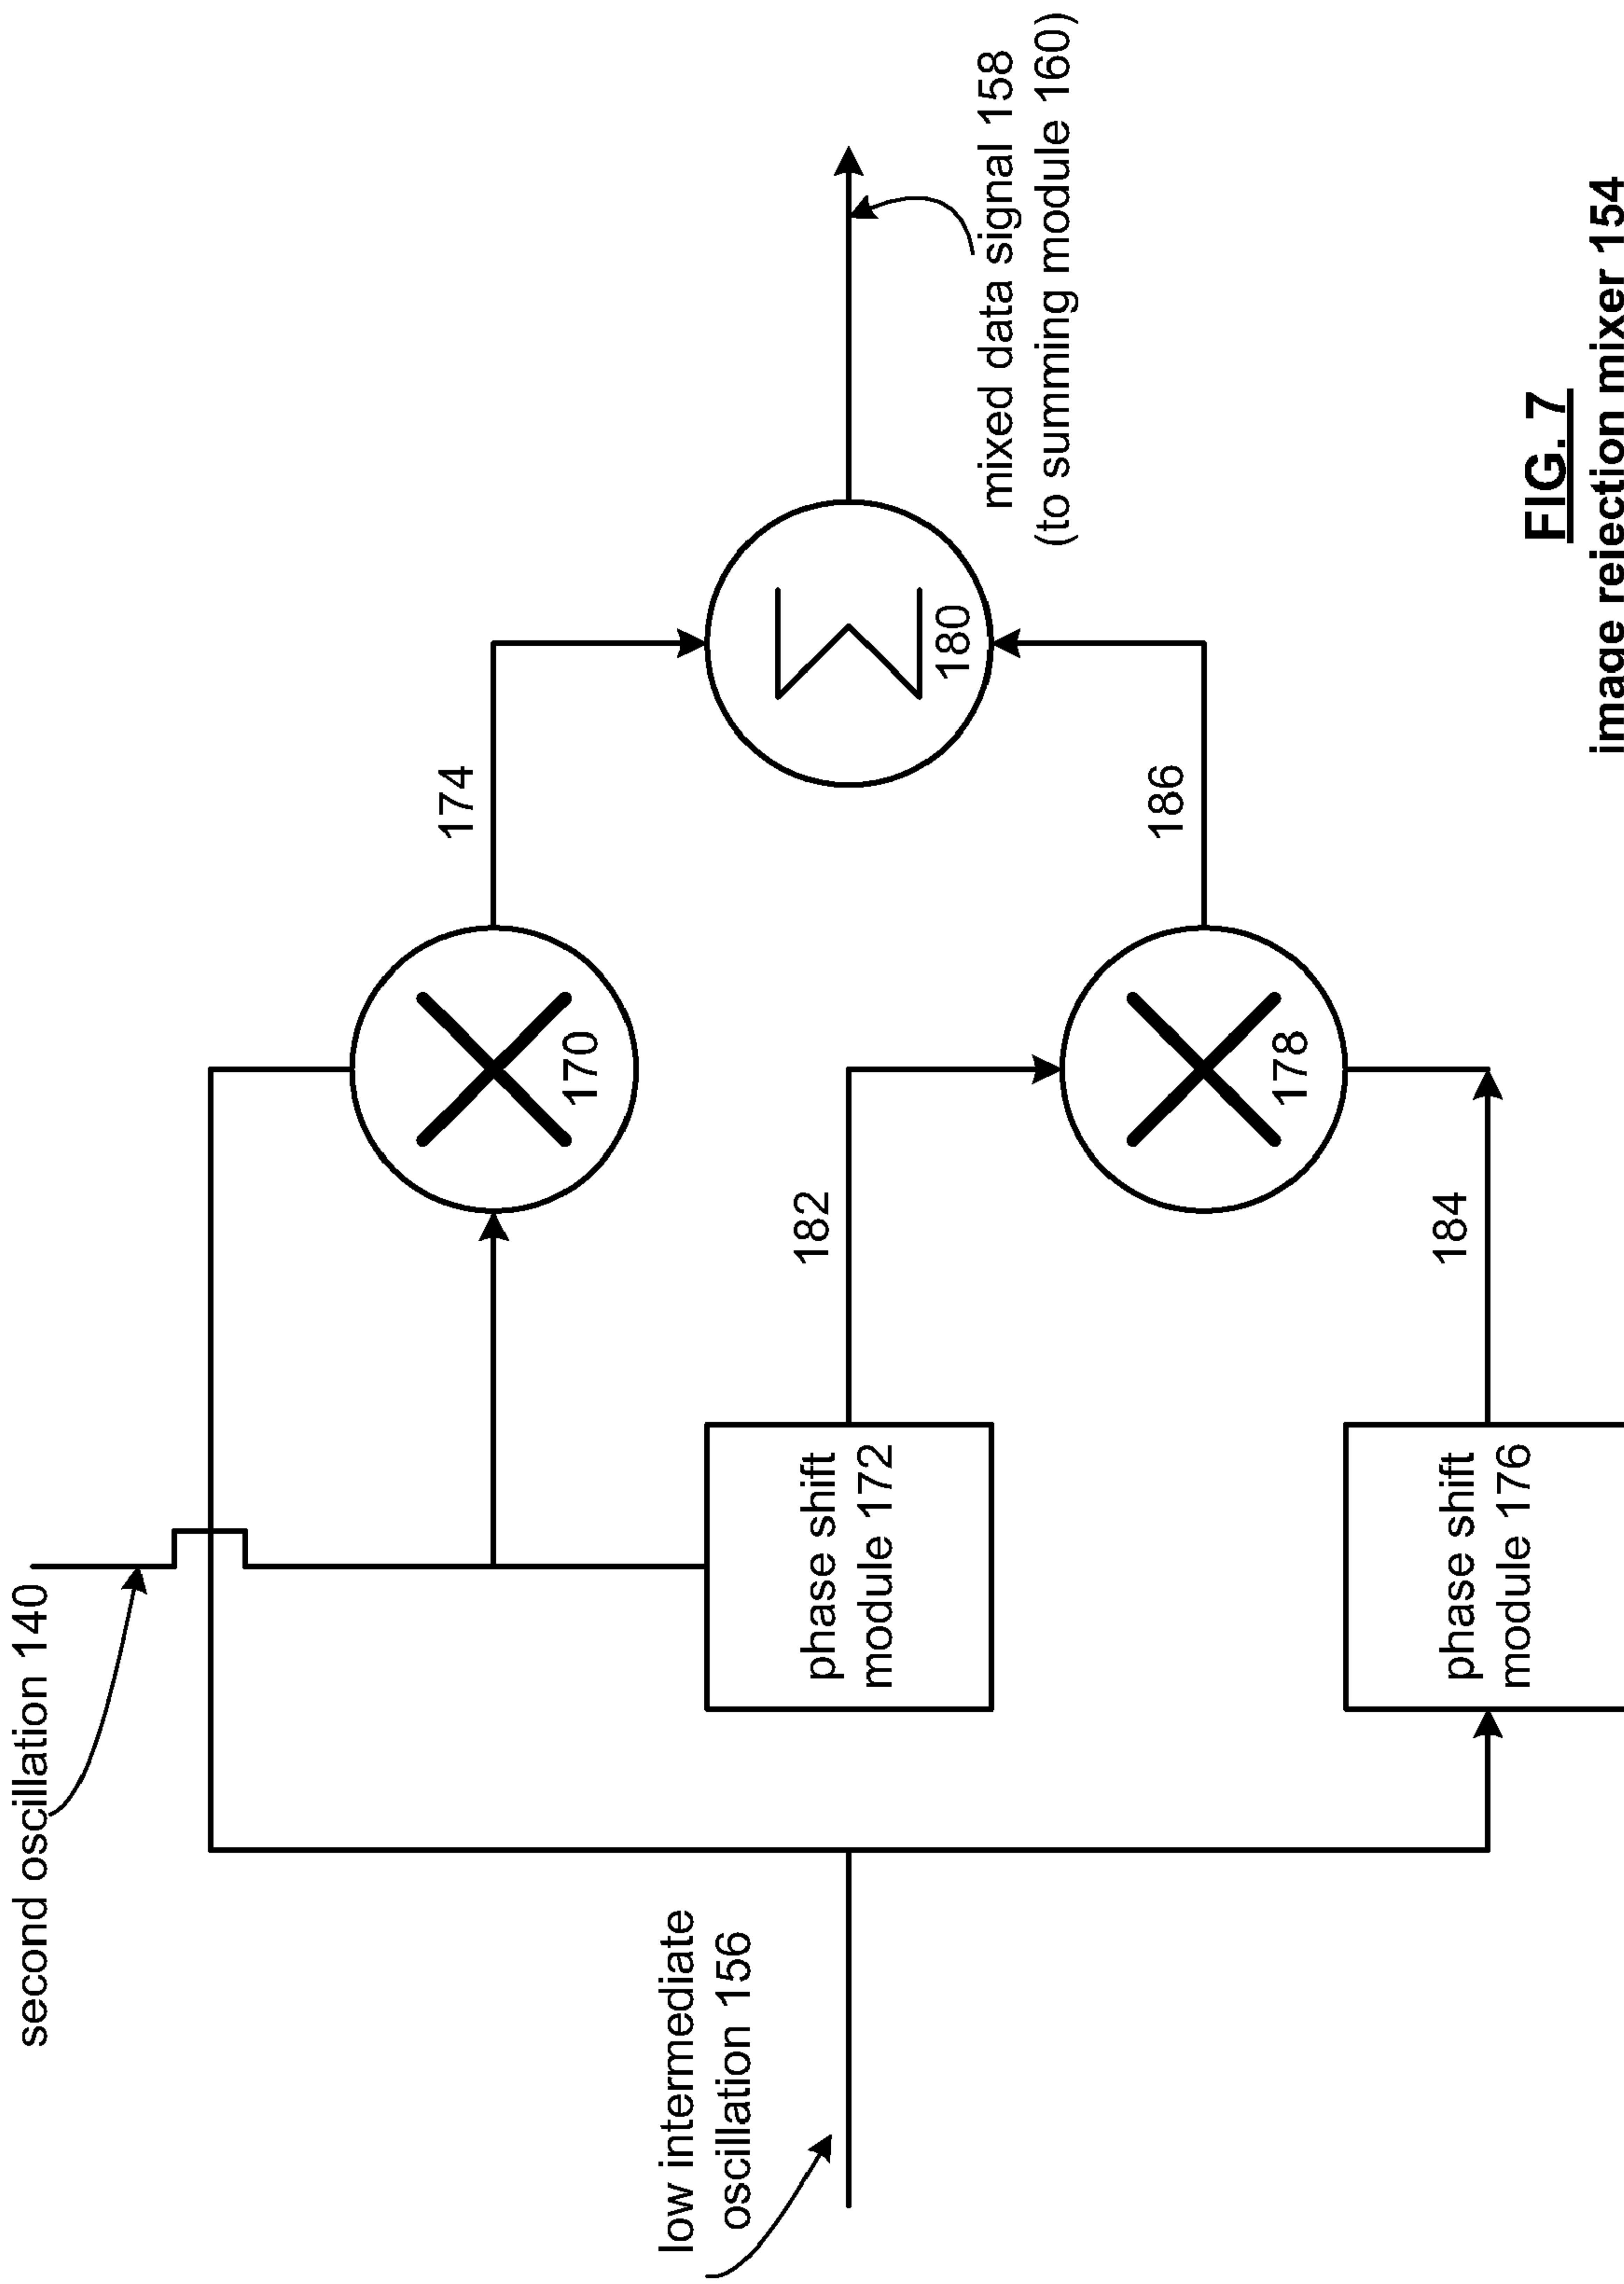 second oscillation 140
low intermediate
oscillation 156
phase shift
module 172
phase shift
module 176
182
184
170
178
174
186
Σ
180
mixed data signal 158
(to summing module 160)
FIG. 7
image rejection mixer 154